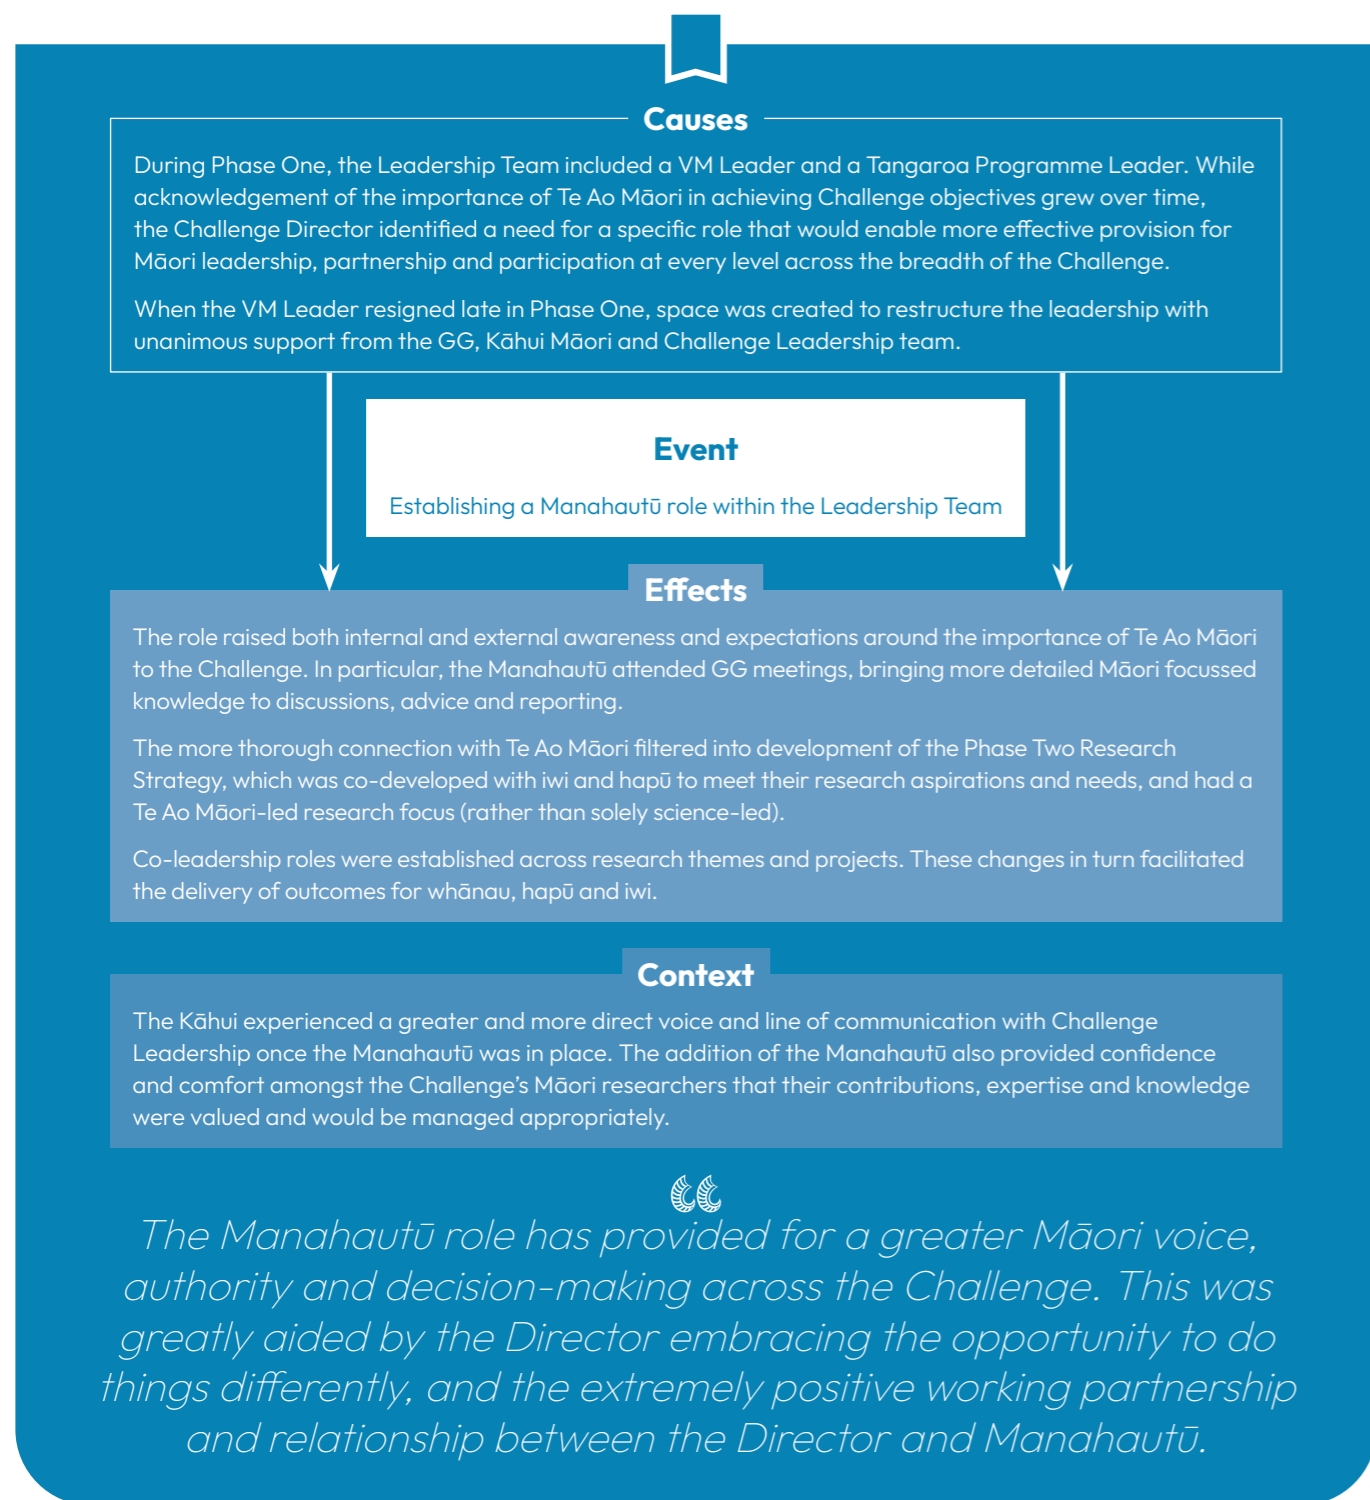 Causes
During Phase One, the Leadership Team included a VM Leader and a Tangaroa Programme Leader. While
acknowledgement of the importance of Te Ao Māori in achieving Challenge objectives grew over time,
the Challenge Director identified a need for a specific role that would enable more effective provision for
Māori leadership, partnership and participation at every level across the breadth of the Challenge.
When the VM Leader resigned late in Phase One, space was created to restructure the leadership with
unanimous support from the GG, Kāhui Māori and Challenge Leadership team.
Event
Establishing a Manahautū role within the Leadership Team
Effects
The role raised both internal and external awareness and expectations around the importance of Te Ao Māori
to the Challenge. In particular, the Manahautū attended GG meetings, bringing more detailed Māori focussed
knowledge to discussions, advice and reporting.
The more thorough connection with Te Ao Māori filtered into development of the Phase Two Research
Strategy, which was co-developed with iwi and hapū to meet their research aspirations and needs, and had a
Te Ao Māori-led research focus (rather than solely science-led).
Co-leadership roles were established across research themes and projects. These changes in turn facilitated
the delivery of outcomes for whānau, hapū and iwi.
Context
The Kāhui experienced a greater and more direct voice and line of communication with Challenge
Leadership once the Manahautū was in place. The addition of the Manahautū also provided confidence
and comfort amongst the Challenge's Māori researchers that their contributions, expertise and knowledge
were valued and would be managed appropriately.
The Manahautū role has provided for a greater Māori voice,
authority and decision-making across the Challenge. This was
greatly aided by the Director embracing the opportunity to do
things differently, and the extremely positive working partnership
and relationship between the Director and Manahautū.